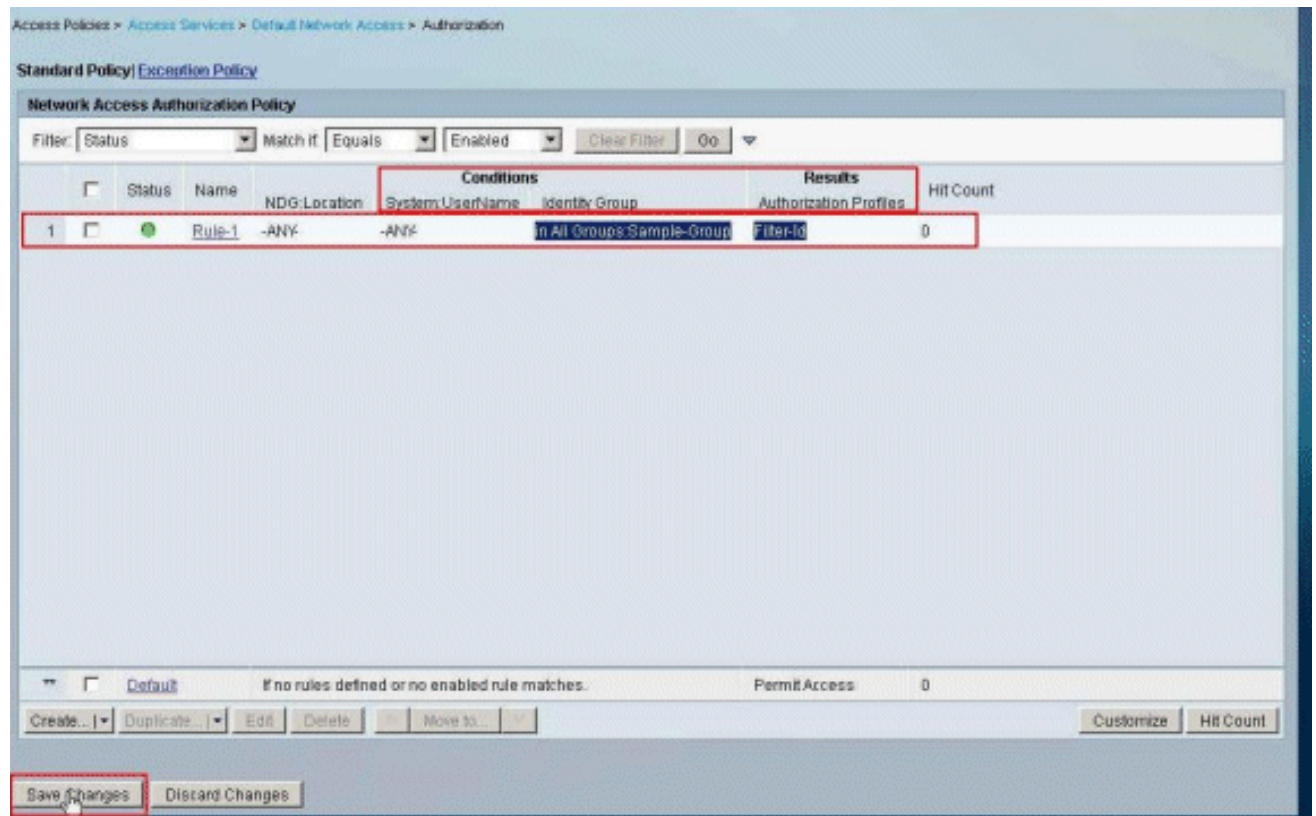 Access Policies > Access Services > Default Network Access > Authorization
Standard Policy| Exception Policy
Network Access Authorization Policy
Filter: Status Match if: Equals Enabled Clear Filter Go
Conditions Results
Status Name NDG:Location System:UserName Identity Group Authorization Profiles Hit Count
1 Rule-1 -ANY- -ANY- in All Groups:Sample-Group Filter-Id 0
** Default If no rules defined or no enabled rule matches. Permit Access 0
Create... Duplicate... Edit Delete Move to... Customize Hit Count
Save Changes Discard Changes